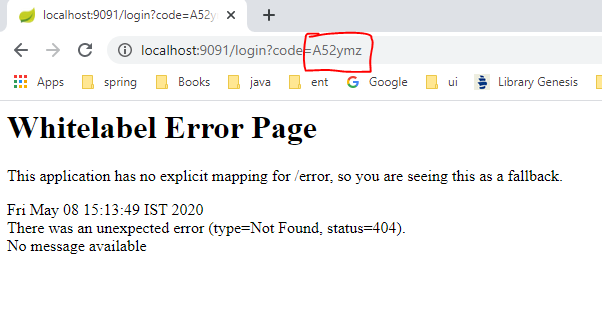 localhost:9091/login?code=A52y
localhost:9091/login?code=A52ymz
Apps spring Books java ent Google ui Library Genesis
Whitelabel Error Page
This application has no explicit mapping for /error, so you are seeing this as a fallback.
Fri May 08 15:13:49 IST 2020
There was an unexpected error (type=Not Found, status=404).
No message available